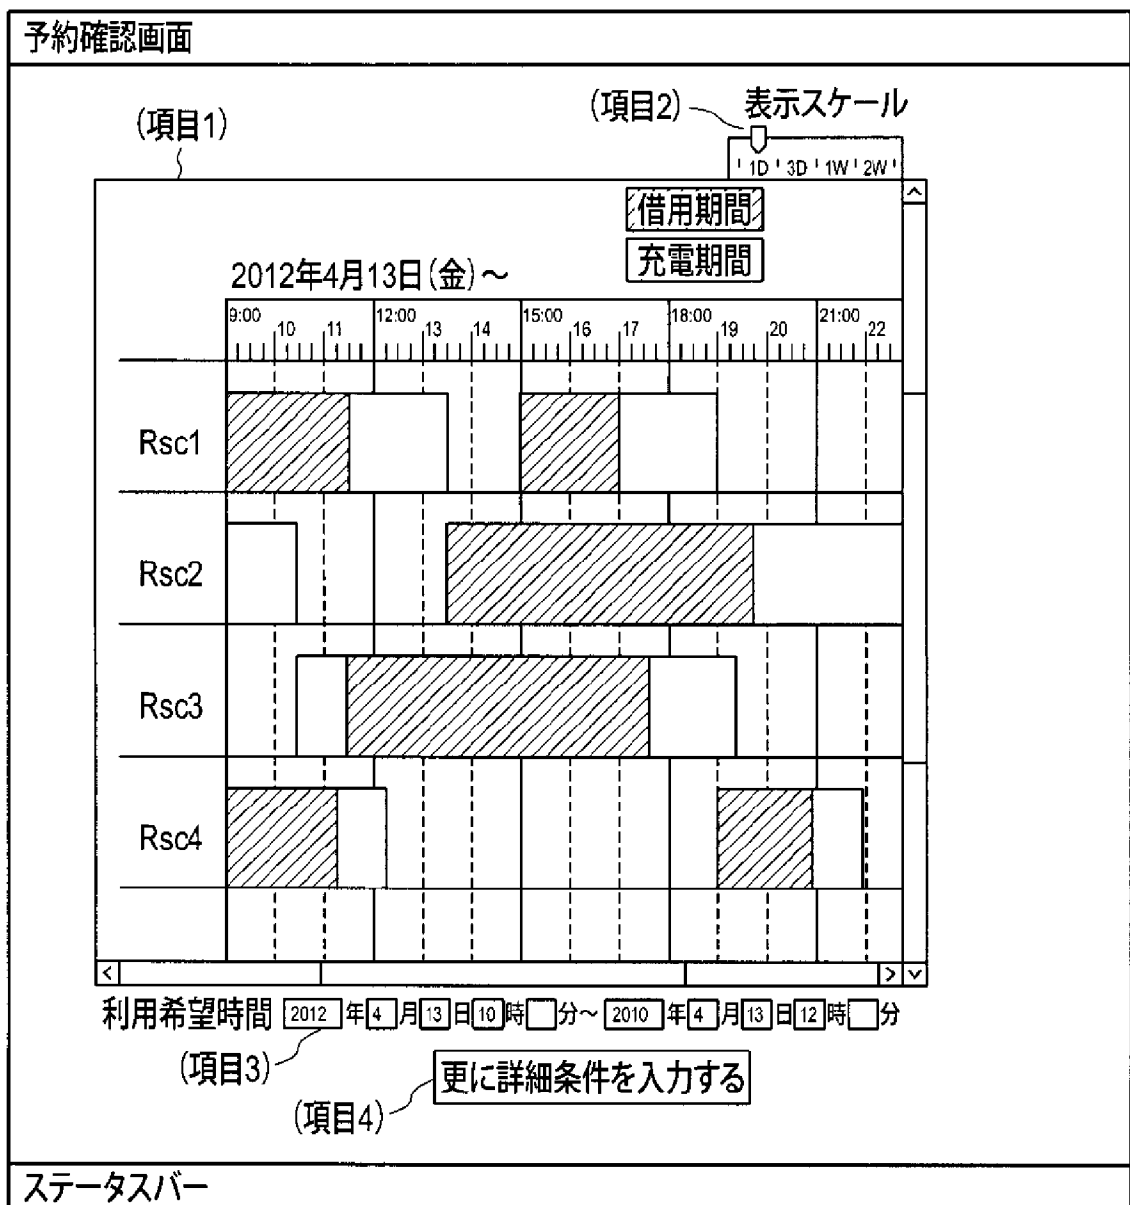 予約確認画面
(項目1)
(項目2)
表示スケール
1D 3D 1W 2W
借用期間
充電期間
2012年4月13日(金)～
9:00 10 11 12:00 13 14 15:00 16 17 18:00 19 20 21:00 22
Rsc1
Rsc2
Rsc3
Rsc4
利用希望時間 2012 年 4 月 13 日 10 時 分～ 2010 年 4 月 13 日 12 時 分
(項目3)
更に詳細条件を入力する
(項目4)
ステータスバー